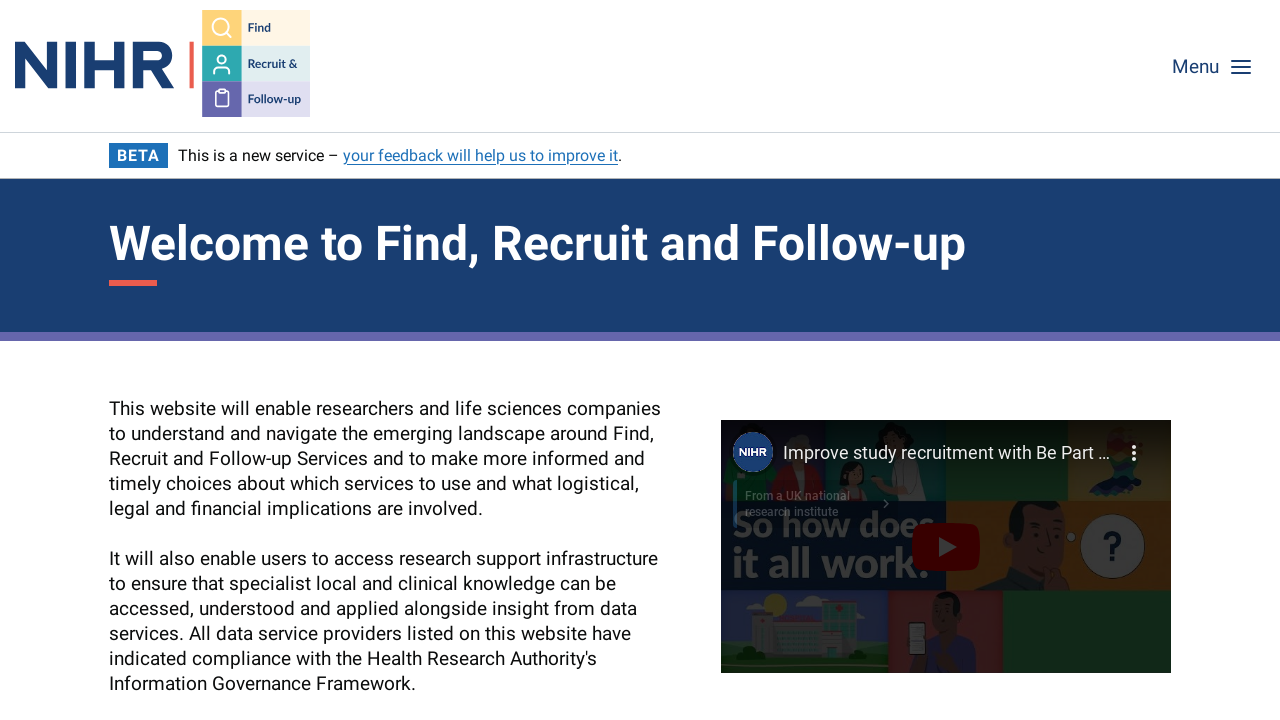 NIHR
Find
Recruit &
Follow-up
Menu
BETA
This is a new service – your feedback will help us to improve it.
Welcome to Find, Recruit and Follow-up
This website will enable researchers and life sciences companies
to understand and navigate the emerging landscape around Find,
Recruit and Follow-up Services and to make more informed and
timely choices about which services to use and what logistical,
legal and financial implications are involved.
It will also enable users to access research support infrastructure
to ensure that specialist local and clinical knowledge can be
accessed, understood and applied alongside insight from data
services. All data service providers listed on this website have
indicated compliance with the Health Research Authority's
Information Governance Framework.
NIHR
Improve study recruitment with Be Part ...
From a UK national
research institute
So how does
it all work?
?